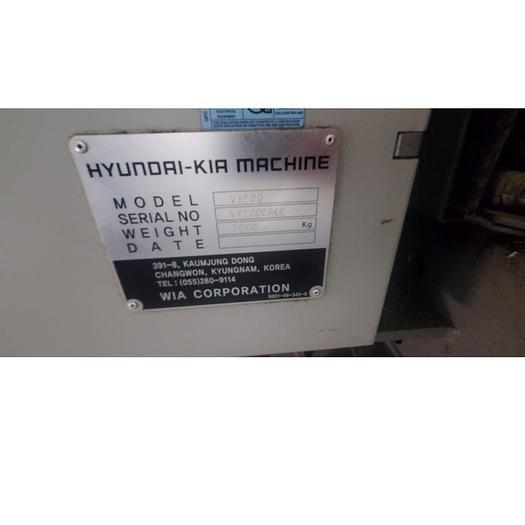 HYUNDAI-KIA MACHINE
MODEL VX500
SERIAL NO
WEIGHT Kg
DATE
391-8, KAUMJUNG DONG
CHANGWON, KYUNGNAM, KOREA
TEL : (055)280-9114
WIA CORPORATION